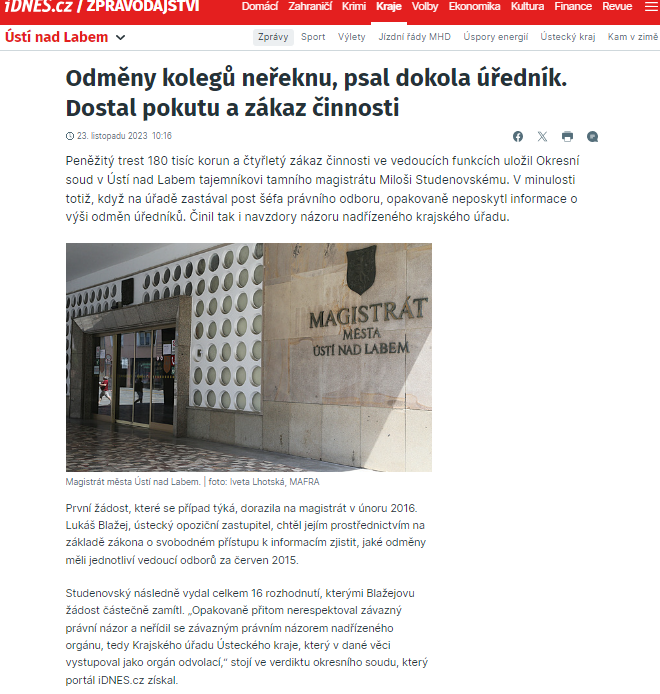 iDNES.cz / ZPRAVODAJSTVÍ Domácí Zahraničí Krimi Kraje Volby Ekonomika Kultura Finance Revue
Ústí nad Labem Zprávy Sport Výlety Jízdní řády MHD Úspory energií Ústecký kraj Kam v zimě
Odměny kolegů neřeknu, psal dokola úředník.
Dostal pokutu a zákaz činnosti
23. listopadu 2023 10:16
Peněžitý trest 180 tisíc korun a čtyřletý zákaz činnosti ve vedoucích funkcích uložil Okresní
soud v Ústí nad Labem tajemníkovi tamního magistrátu Miloši Studenovskému. V minulosti
totiž, když na úřadě zastával post šéfa právního odboru, opakovaně neposkytl informace o
výši odměn úředníků. Činil tak i navzdory názoru nadřízeného krajského úřadu.
MAGISTRÁT
MĚSTA
ÚSTÍ NAD LABEM
Magistrát města Ústí nad Labem. | foto: Iveta Lhotská, MAFRA
První žádost, které se případ týká, dorazila na magistrát v únoru 2016.
Lukáš Blažej, ústecký opoziční zastupitel, chtěl jejím prostřednictvím na
základě zákona o svobodném přístupu k informacím zjistit, jaké odměny
měli jednotliví vedoucí odborů za červen 2015.
Studenovský následně vydal celkem 16 rozhodnutí, kterými Blažejovu
žádost částečně zamítl. „Opakovaně přitom nerespektoval závazný
právní názor a neřídil se závazným právním názorem nadřízeného
orgánu, tedy Krajského úřadu Ústeckého kraje, který v dané věci
vystupoval jako orgán odvolací,“ stojí ve verdiktu okresního soudu, který
portál iDNES.cz získal.